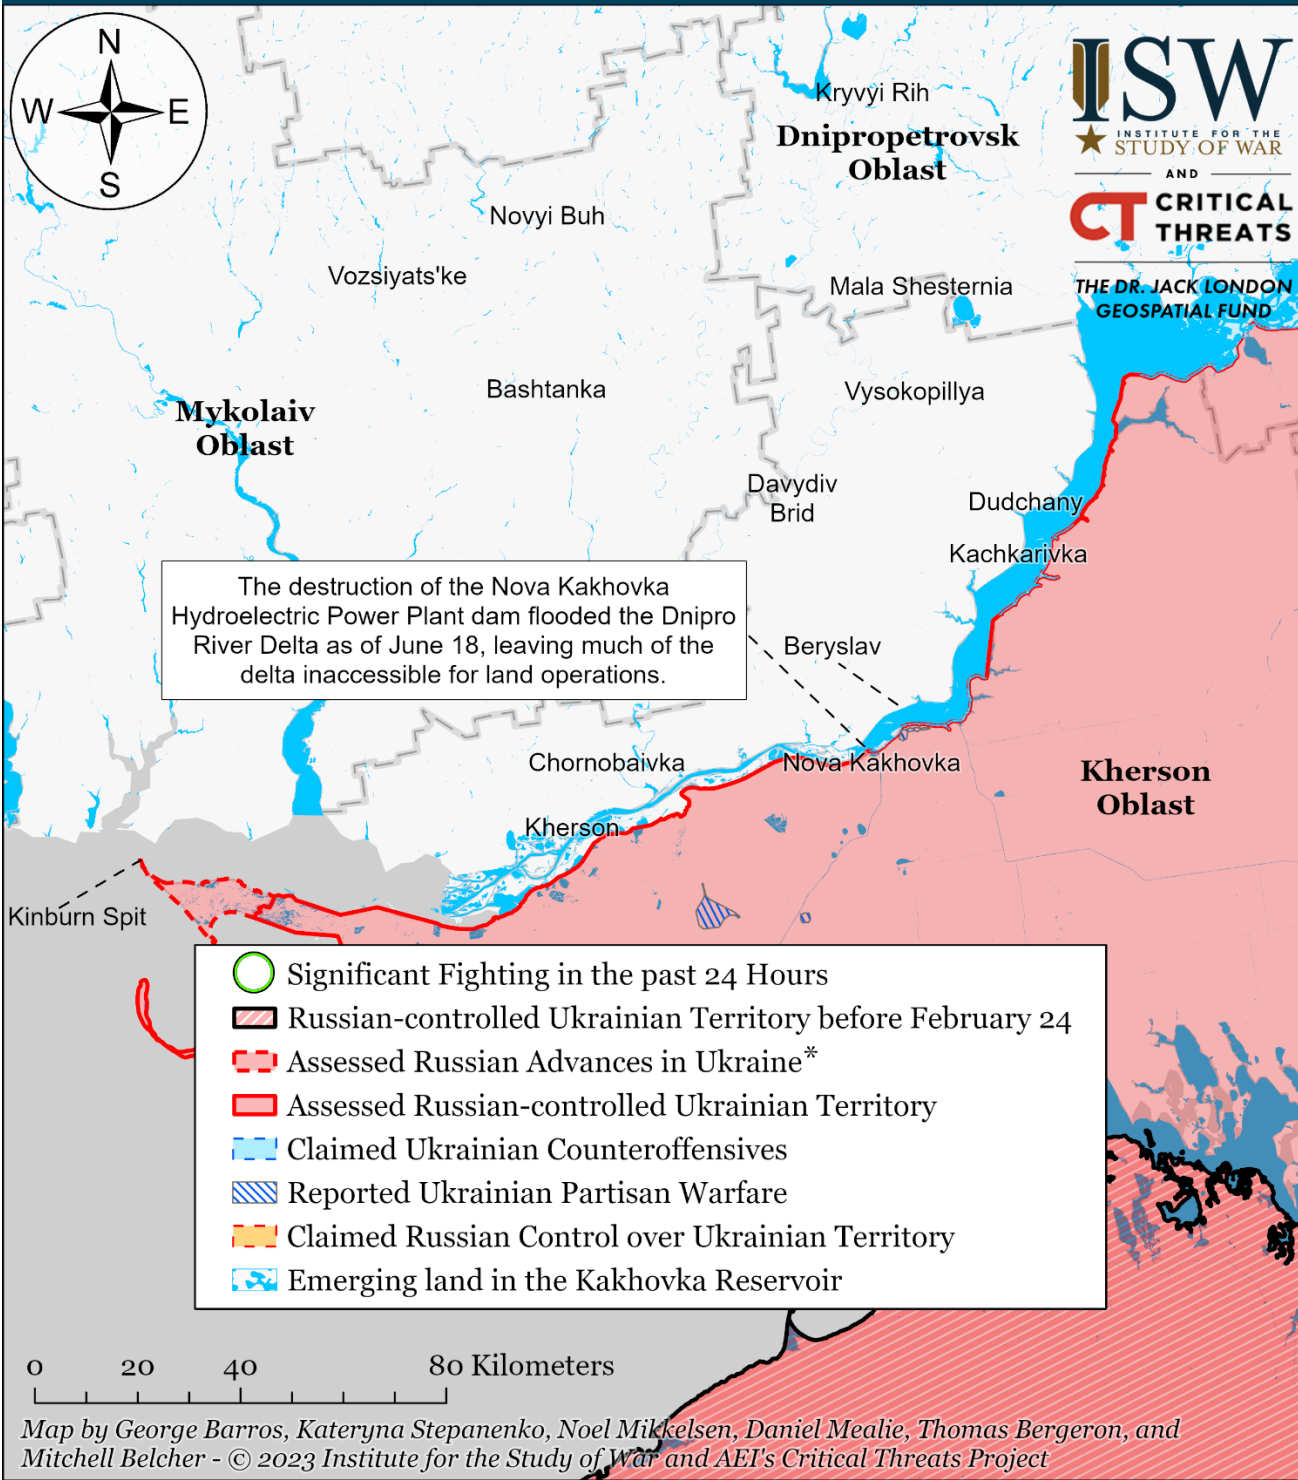 N
W
E
S
ISW
INSTITUTE FOR THE
STUDY OF WAR
AND
CT CRITICAL
THREATS
THE DR. JACK LONDON
GEOSPATIAL FUND
Kryvyi Rih
Dnipropetrovsk
Oblast
Novyi Buh
Vozsiyats'ke
Mala Shesternia
Bashtanka
Vysokopillya
Mykolaiv
Oblast
Davydiv
Brid
Dudchany
Kachkarivka
The destruction of the Nova Kakhovka
Hydroelectric Power Plant dam flooded the Dnipro
River Delta as of June 18, leaving much of the
delta inaccessible for land operations.
Beryslav
Chornobaivka
Nova Kakhovka
Kherson
Oblast
Kherson
Kinburn Spit
Significant Fighting in the past 24 Hours
Russian-controlled Ukrainian Territory before February 24
Assessed Russian Advances in Ukraine*
Assessed Russian-controlled Ukrainian Territory
Claimed Ukrainian Counteroffensives
Reported Ukrainian Partisan Warfare
Claimed Russian Control over Ukrainian Territory
Emerging land in the Kakhovka Reservoir
0 20 40 80 Kilometers
Map by George Barros, Kateryna Stepanenko, Noel Mikkelsen, Daniel Mealie, Thomas Bergeron, and
Mitchell Belcher - © 2023 Institute for the Study of War and AEI's Critical Threats Project